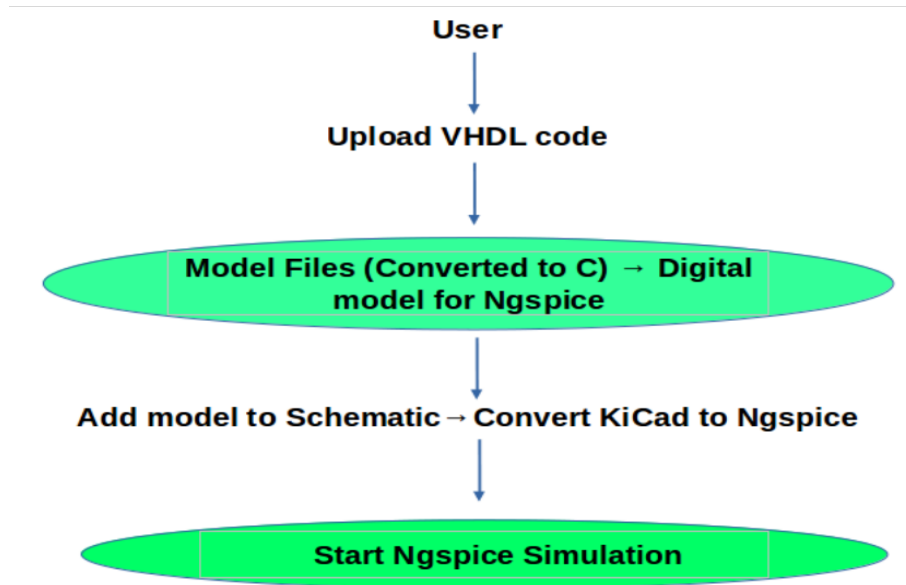 User
Upload VHDL code
Model Files (Converted to C) → Digital
model for Ngspice
Add model to Schematic→Convert KiCad to Ngspice
Start Ngspice Simulation